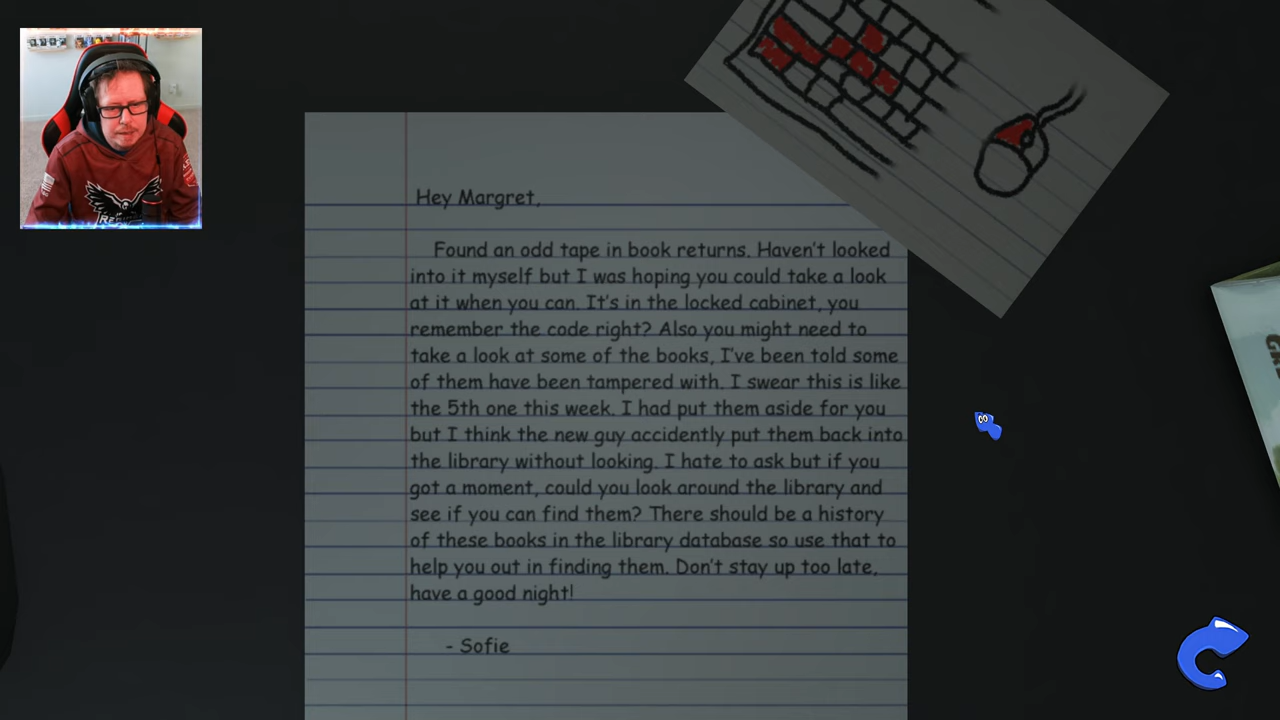 Hey Margret,
Found an odd tape in book returns. Haven't looked
into it myself but I was hoping you could take a look
at it when you can. It's in the locked cabinet, you
remember the code right? Also you might need to
take a look at some of the books, I've been told some
of them have been tampered with. I swear this is like
the 5th one this week. I had put them aside for you
but I think the new guy accidently put them back into
the library without looking. I hate to ask but if you
got a moment, could you look around the library and
see if you can find them? There should be a history
of these books in the library database so use that to
help you out in finding them. Don't stay up too late,
have a good night!
- Sofie